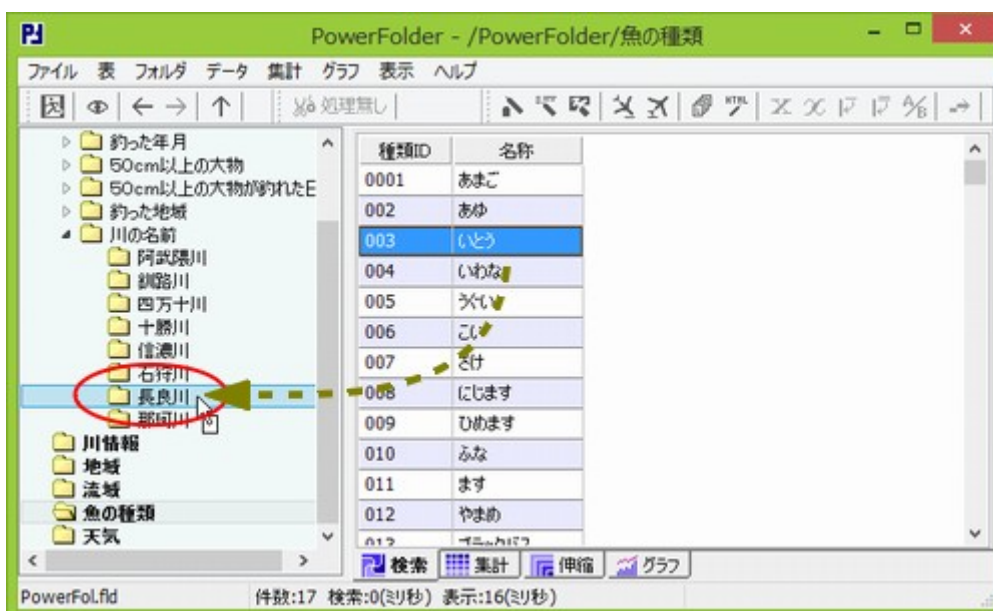 PowerFolder - /PowerFolder/魚の種類
ファイル 表 フォルダ データ 集計 グラフ 表示 ヘルプ
処理無し
釣った年月
50cm以上の大物
50cm以上の大物が釣れたE
釣った地域
川の名前
阿武隈川
釧路川
四万十川
十勝川
信濃川
石狩川
長良川
那珂川
川情報
地域
流域
魚の種類
天気
種類ID 名称
0001 あまご
002 あゆ
003 いとう
004 いわな
005 うぐい
006 こい
007 さけ
008 にじます
009 ひめます
010 ふな
011 ます
012 やまめ
013 ブラックバス
検索 集計 伸縮 グラフ
PowerFol.fld 件数:17 検索:0(ミリ秒) 表示:16(ミリ秒)